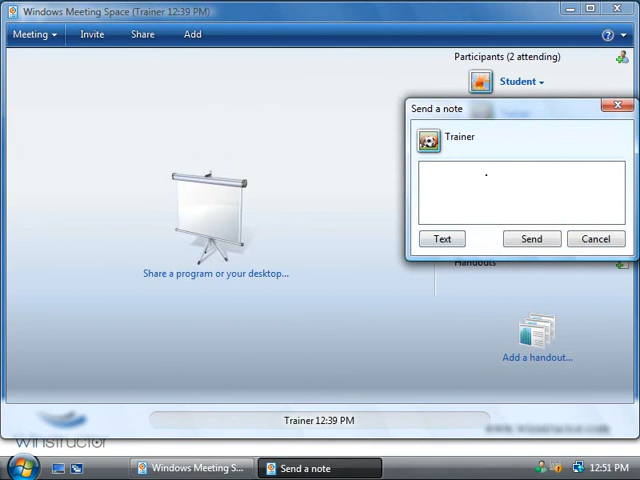 Windows Meeting Space (Trainer 12:39 PM)
Meeting
Invite
Share
Add
Participants (2 attending)
Student
Trainer
Send a note
Trainer
Text
Send
Cancel
Handouts
Share a program or your desktop...
Add a handout...
Trainer 12:39 PM
winstructor
Windows Meeting S...
Send a note
12:51 PM